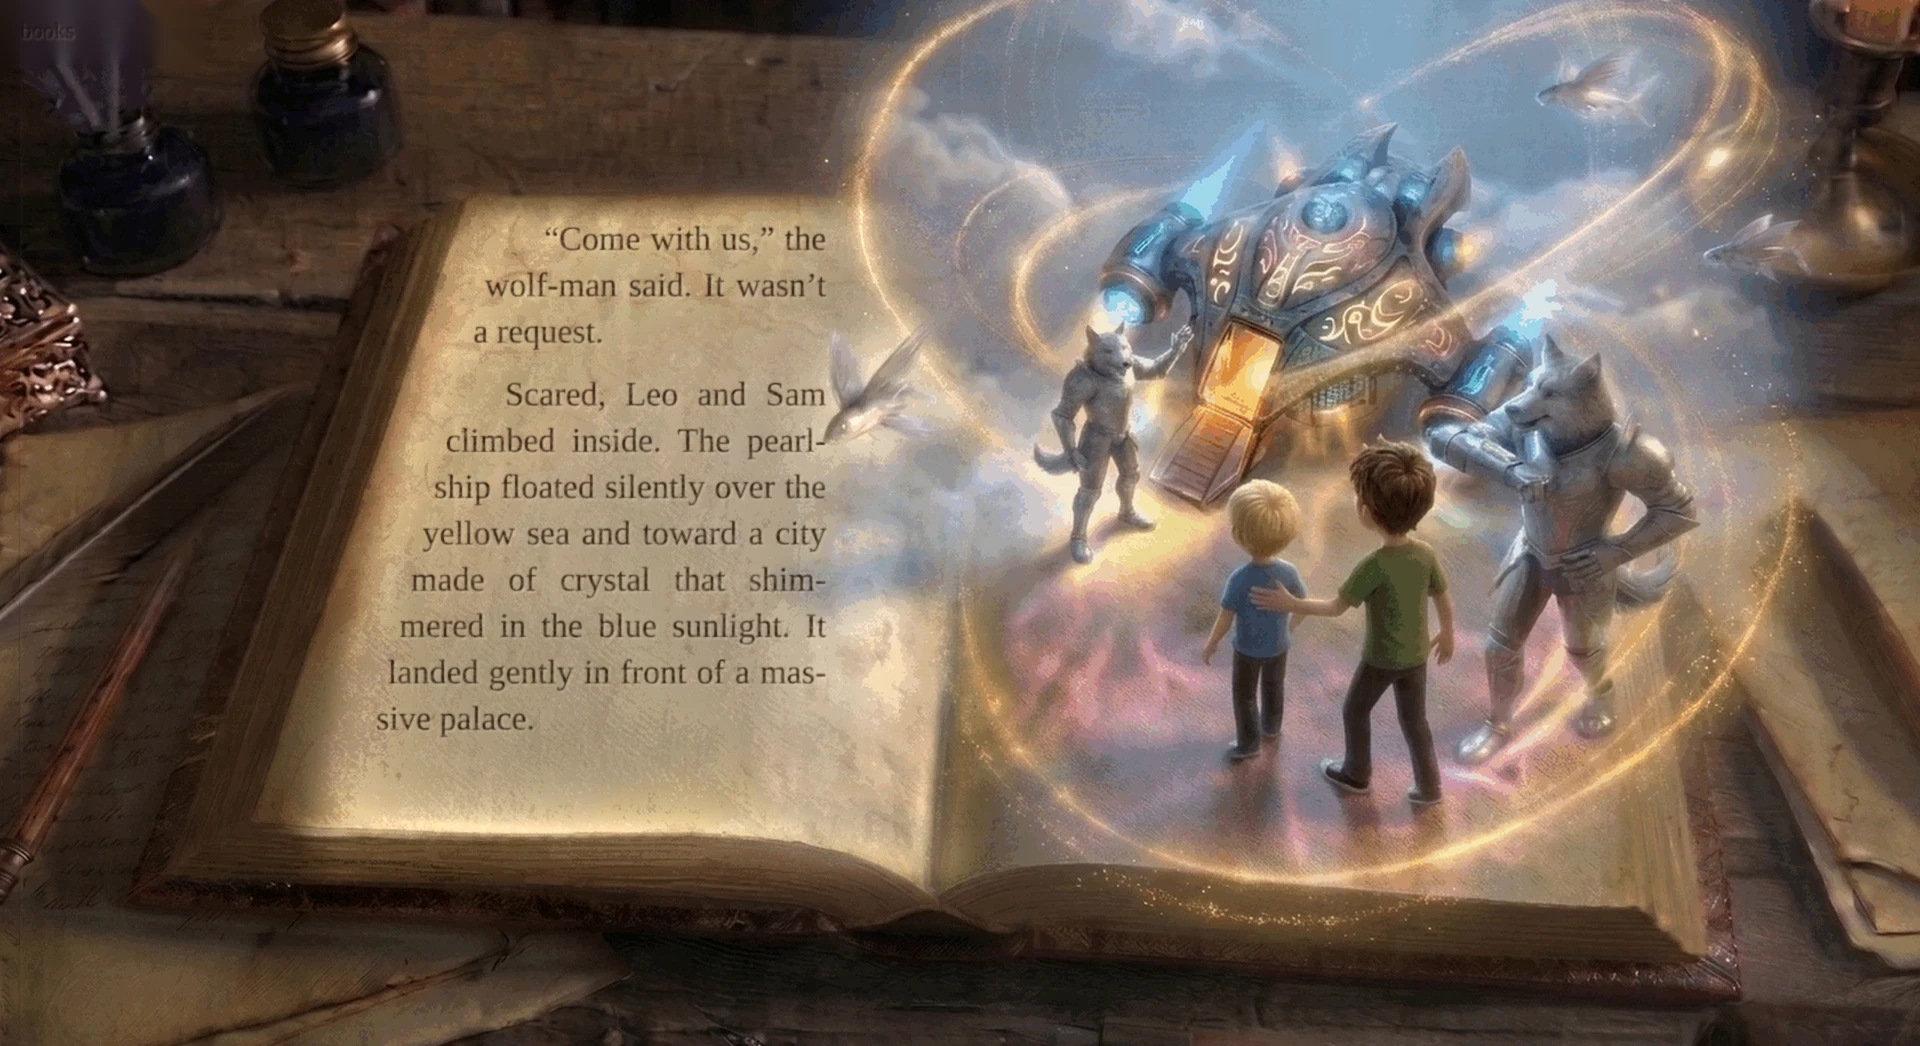 books
“Come with us,” the
wolf-man said. It wasn’t
a request.
Scared, Leo and Sam
climbed inside. The pearl-
ship floated silently over the
yellow sea and toward a city
made of crystal that shim-
mered in the blue sunlight. It
landed gently in front of a mas-
sive palace.